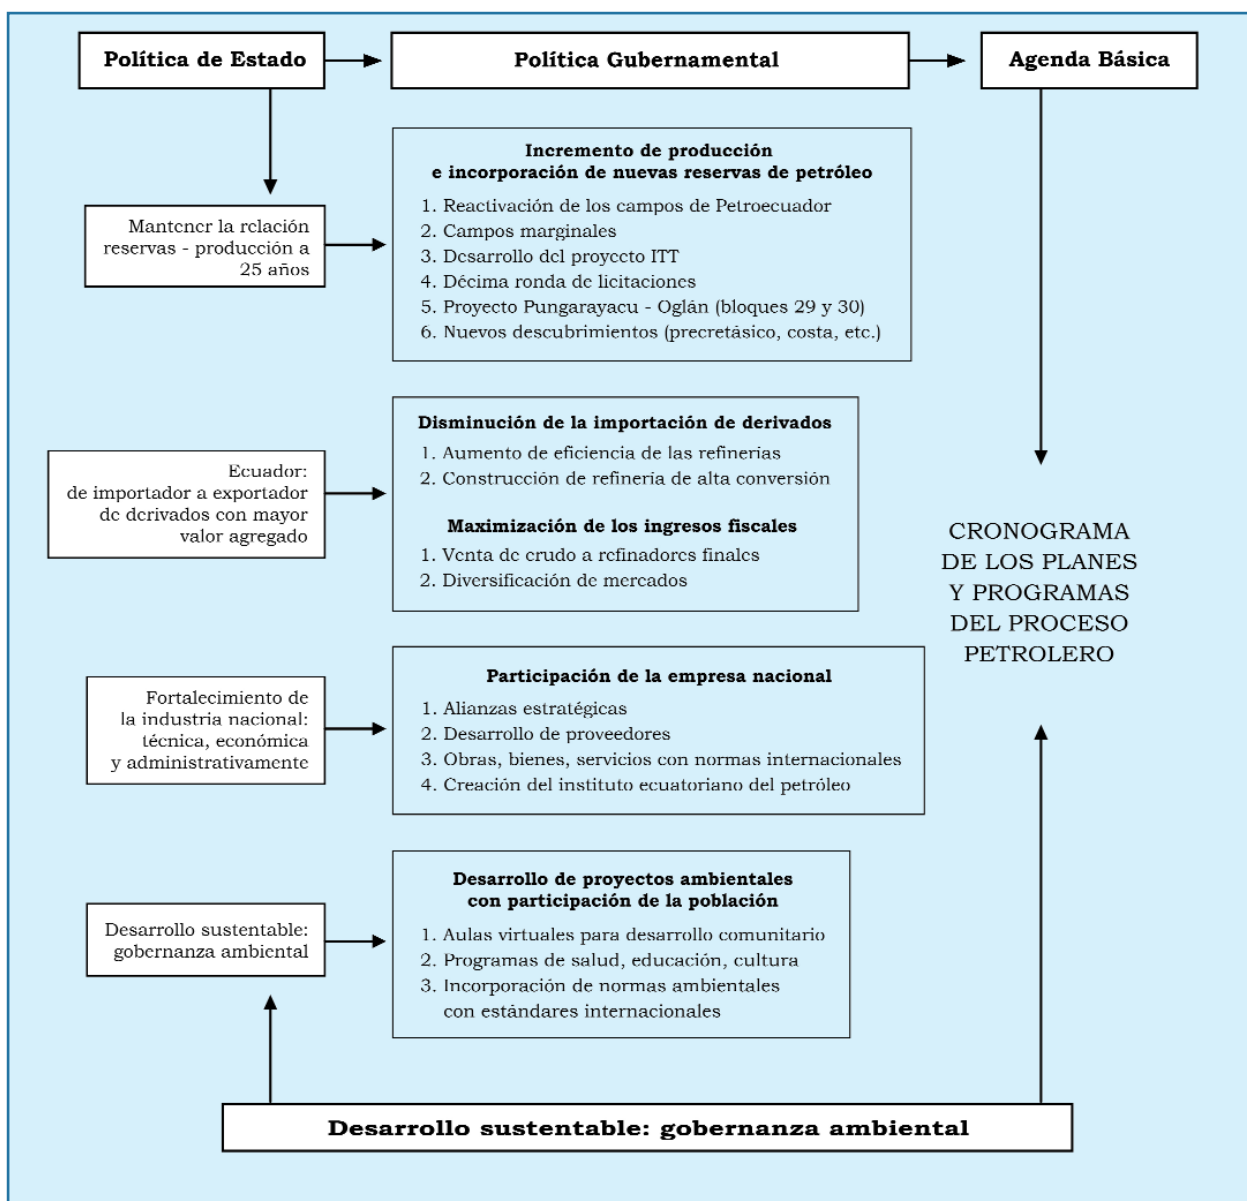 Política de Estado
Política Gubernamental
Agenda Básica
Mantener la relación
reservas - producción a
25 años
Incremento de producción
e incorporación de nuevas reservas de petróleo
1. Reactivación de los campos de Petroecuador
2. Campos marginales
3. Desarrollo del proyecto ITT
4. Décima ronda de licitaciones
5. Proyecto Pungarayacu - Oglán (bloques 29 y 30)
6. Nuevos descubrimientos (precretásico, costa, etc.)
Ecuador:
de importador a exportador
de derivados con mayor
valor agregado
Disminución de la importación de derivados
1. Aumento de eficiencia de las refinerías
2. Construcción de refinería de alta conversión
Maximización de los ingresos fiscales
1. Venta de crudo a refinadores finales
2. Diversificación de mercados
CRONOGRAMA
DE LOS PLANES
Y PROGRAMAS
DEL PROCESO
PETROLERO
Fortalecimiento de
la industria nacional:
técnica, económica
y administrativamente
Participación de la empresa nacional
1. Alianzas estratégicas
2. Desarrollo de proveedores
3. Obras, bienes, servicios con normas internacionales
4. Creación del instituto ecuatoriano del petróleo
Desarrollo sustentable:
gobernanza ambiental
Desarrollo de proyectos ambientales
con participación de la población
1. Aulas virtuales para desarrollo comunitario
2. Programas de salud, educación, cultura
3. Incorporación de normas ambientales
con estándares internacionales
Desarrollo sustentable: gobernanza ambiental